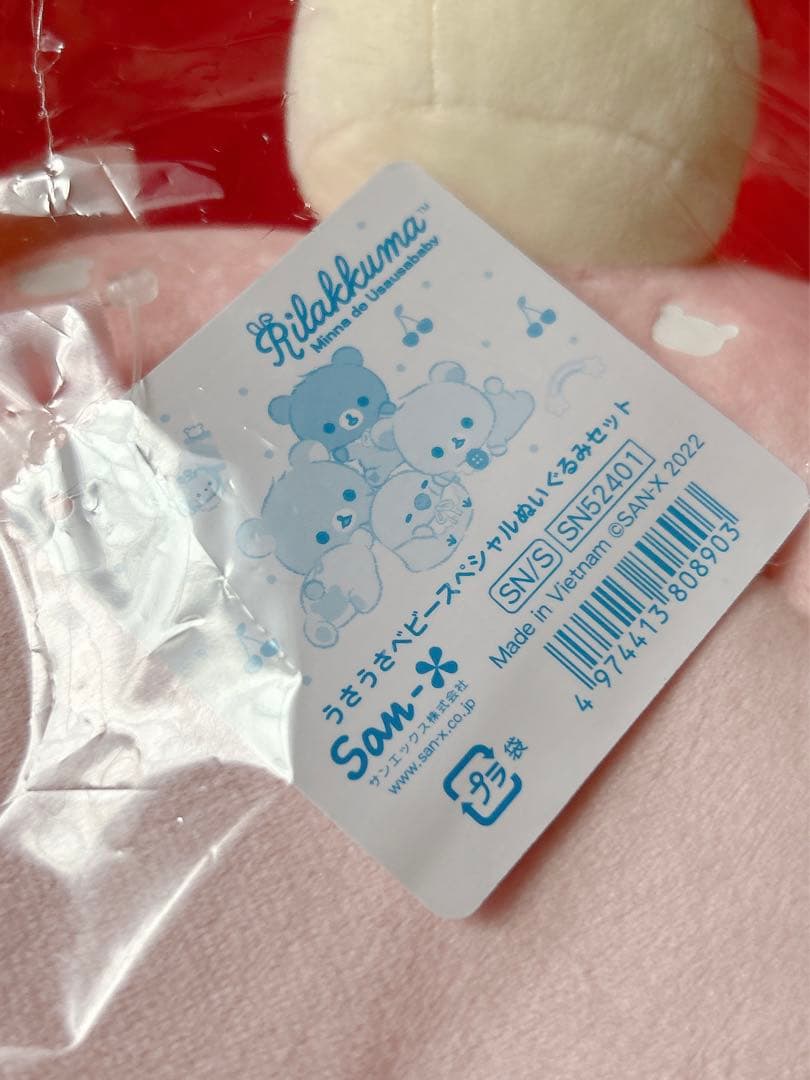 Rilakkuma™
Minna de Usausababy
うさうさベビースペシャルぬいぐるみセット
SN/S SN52401
Made in Vietnam ©SAN-X 2022
4 974413 808903
San-X
サンエックス株式会社
www.san-x.co.jp
プラ 袋